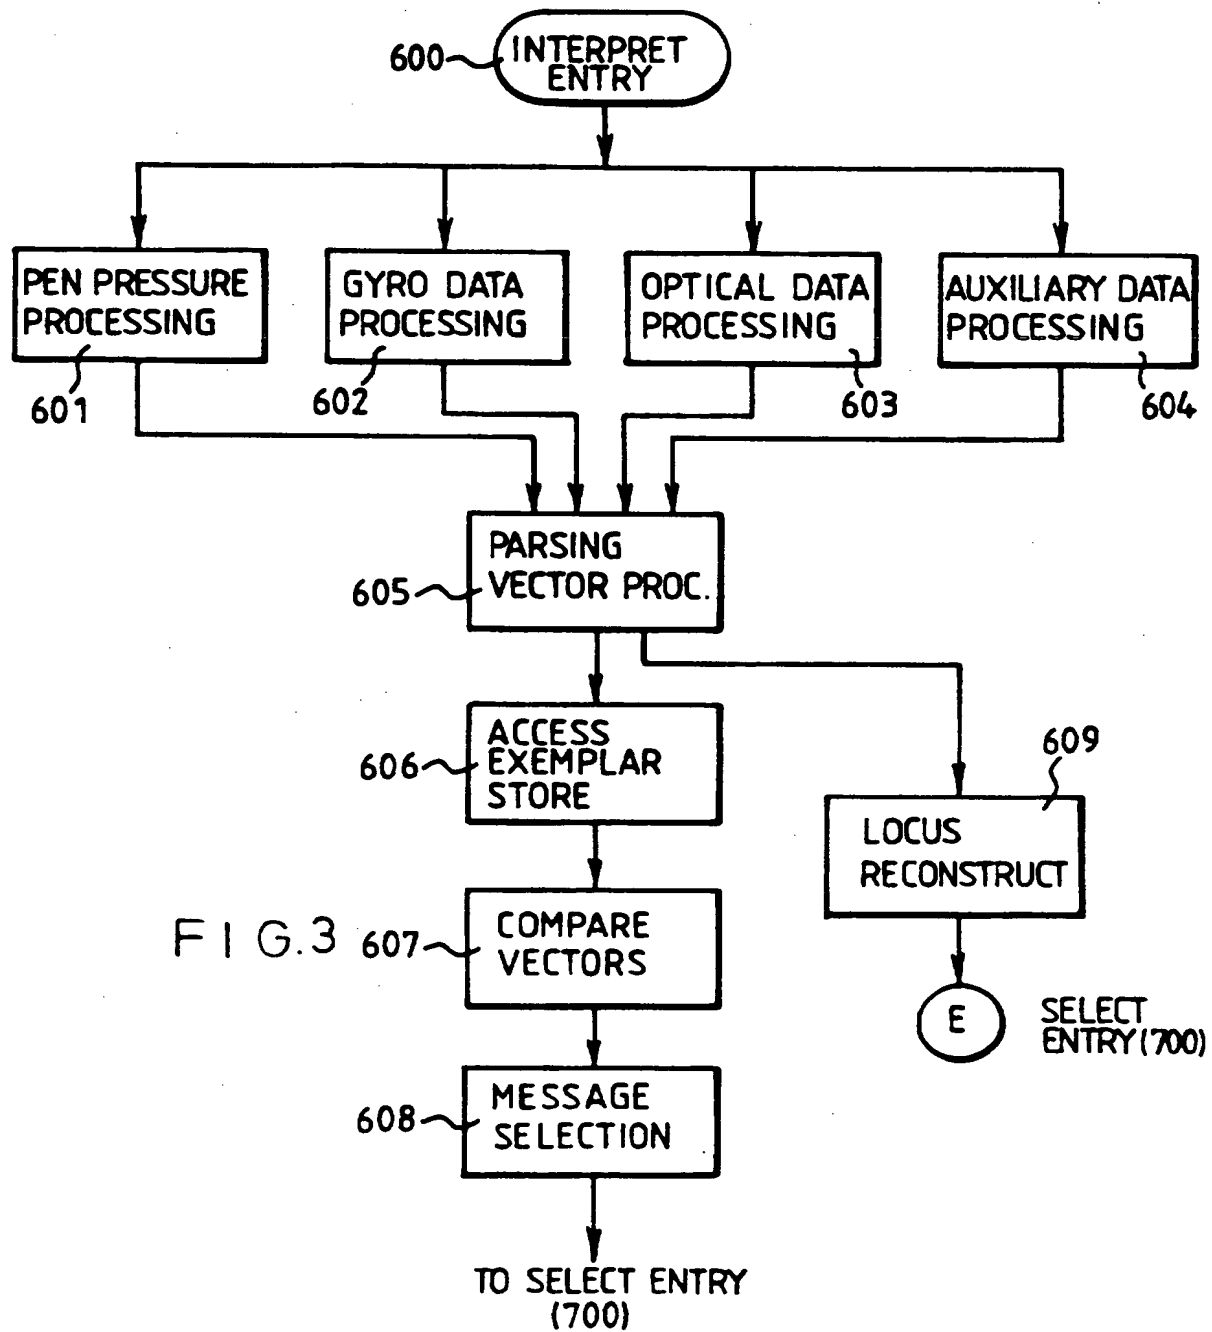 600
INTERPRET
ENTRY
PEN PRESSURE
PROCESSING
601
GYRO DATA
PROCESSING
602
OPTICAL DATA
PROCESSING
603
AUXILIARY DATA
PROCESSING
604
PARSING
VECTOR PROC.
605
ACCESS
EXEMPLAR
STORE
606
609
LOCUS
RECONSTRUCT
FIG.3
607
COMPARE
VECTORS
E
SELECT
ENTRY(700)
608
MESSAGE
SELECTION
TO SELECT ENTRY
(700)